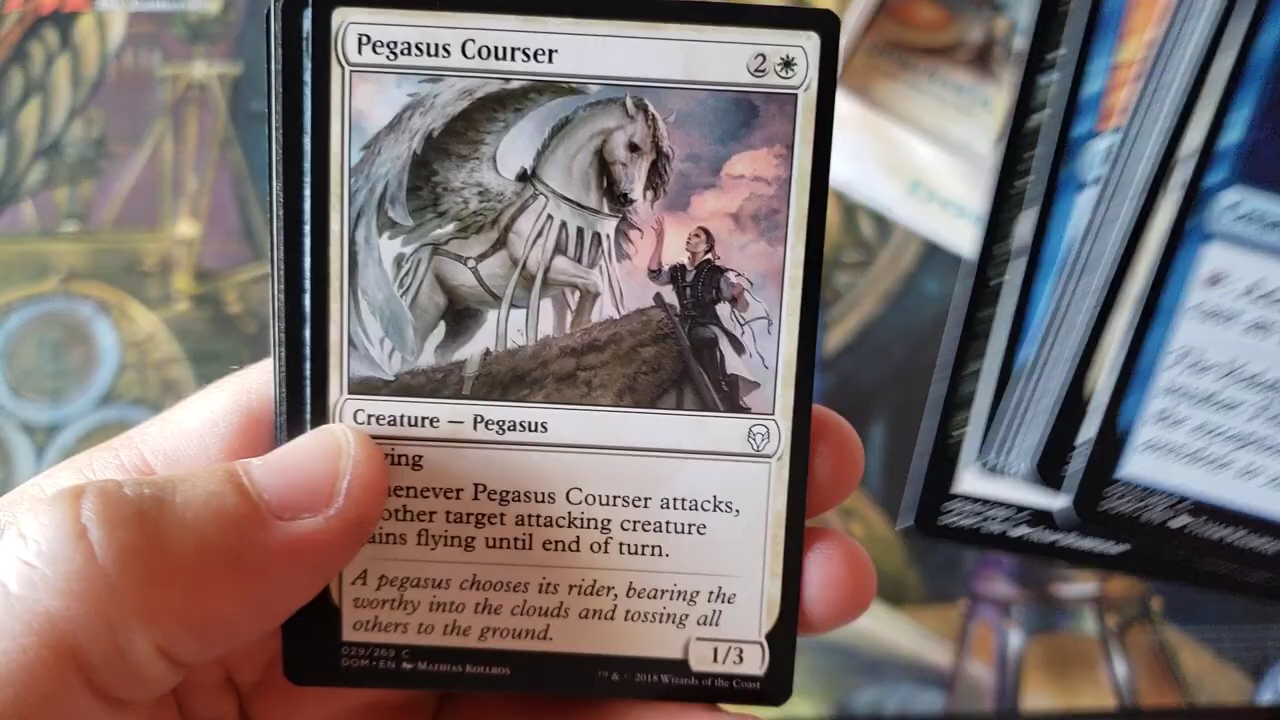 Pegasus Courser
2
Creature — Pegasus
ying
enever Pegasus Courser attacks,
other target attacking creature
ains flying until end of turn.
A pegasus chooses its rider, bearing the
worthy into the clouds and tossing all
others to the ground.
1/3
029/269 C
DOM • EN Mathias Kollros
™ & © 2018 Wizards of the Coast